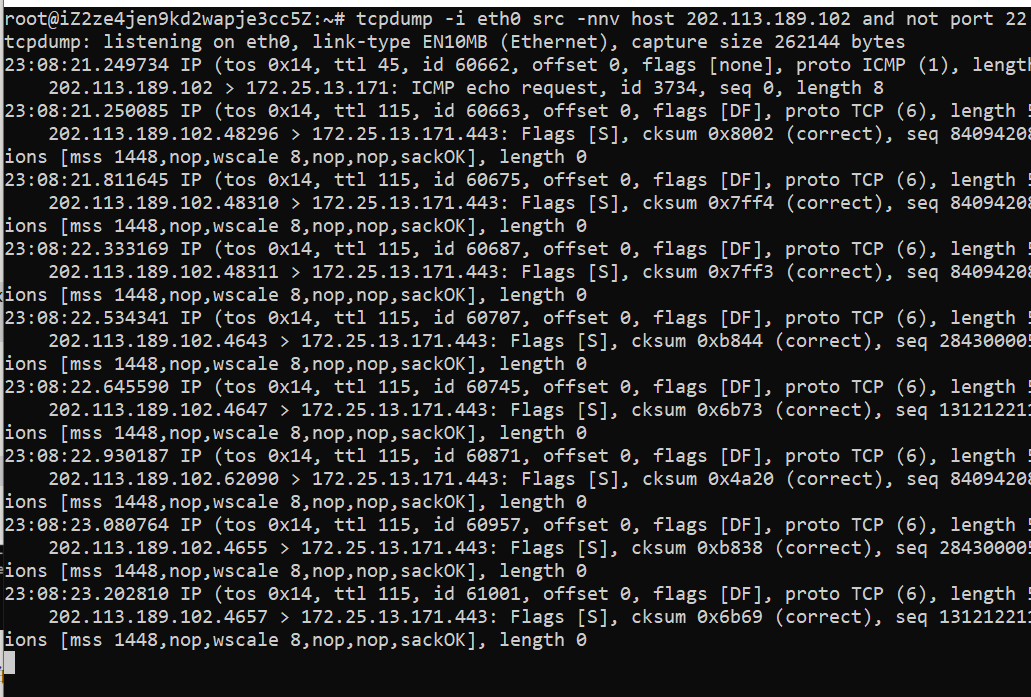 root@iZ2ze4jen9kd2wapje3cc5Z:~# tcpdump -i eth0 src -nnv host 202.113.189.102 and not port 22
tcpdump: listening on eth0, link-type EN10MB (Ethernet), capture size 262144 bytes
23:08:21.249734 IP (tos 0x14, ttl 45, id 60662, offset 0, flags [none], proto ICMP (1), length
    202.113.189.102 > 172.25.13.171: ICMP echo request, id 3734, seq 0, length 8
23:08:21.250085 IP (tos 0x14, ttl 115, id 60663, offset 0, flags [DF], proto TCP (6), length
    202.113.189.102.48296 > 172.25.13.171.443: Flags [S], cksum 0x8002 (correct), seq 8409420
ions [mss 1448,nop,wscale 8,nop,nop,sackOK], length 0
23:08:21.811645 IP (tos 0x14, ttl 115, id 60675, offset 0, flags [DF], proto TCP (6), length
    202.113.189.102.48310 > 172.25.13.171.443: Flags [S], cksum 0x7ff4 (correct), seq 8409420
ions [mss 1448,nop,wscale 8,nop,nop,sackOK], length 0
23:08:22.333169 IP (tos 0x14, ttl 115, id 60687, offset 0, flags [DF], proto TCP (6), length
    202.113.189.102.48311 > 172.25.13.171.443: Flags [S], cksum 0x7ff3 (correct), seq 8409420
ions [mss 1448,nop,wscale 8,nop,nop,sackOK], length 0
23:08:22.534341 IP (tos 0x14, ttl 115, id 60707, offset 0, flags [DF], proto TCP (6), length
    202.113.189.102.4643 > 172.25.13.171.443: Flags [S], cksum 0xb844 (correct), seq 28430000
ions [mss 1448,nop,wscale 8,nop,nop,sackOK], length 0
23:08:22.645590 IP (tos 0x14, ttl 115, id 60745, offset 0, flags [DF], proto TCP (6), length
    202.113.189.102.4647 > 172.25.13.171.443: Flags [S], cksum 0x6b73 (correct), seq 13121221
ions [mss 1448,nop,wscale 8,nop,nop,sackOK], length 0
23:08:22.930187 IP (tos 0x14, ttl 115, id 60871, offset 0, flags [DF], proto TCP (6), length
    202.113.189.102.62090 > 172.25.13.171.443: Flags [S], cksum 0x4a20 (correct), seq 8409420
ions [mss 1448,nop,wscale 8,nop,nop,sackOK], length 0
23:08:23.080764 IP (tos 0x14, ttl 115, id 60957, offset 0, flags [DF], proto TCP (6), length
    202.113.189.102.4655 > 172.25.13.171.443: Flags [S], cksum 0xb838 (correct), seq 28430000
ions [mss 1448,nop,wscale 8,nop,nop,sackOK], length 0
23:08:23.202810 IP (tos 0x14, ttl 115, id 61001, offset 0, flags [DF], proto TCP (6), length
    202.113.189.102.4657 > 172.25.13.171.443: Flags [S], cksum 0x6b69 (correct), seq 13121221
ions [mss 1448,nop,wscale 8,nop,nop,sackOK], length 0